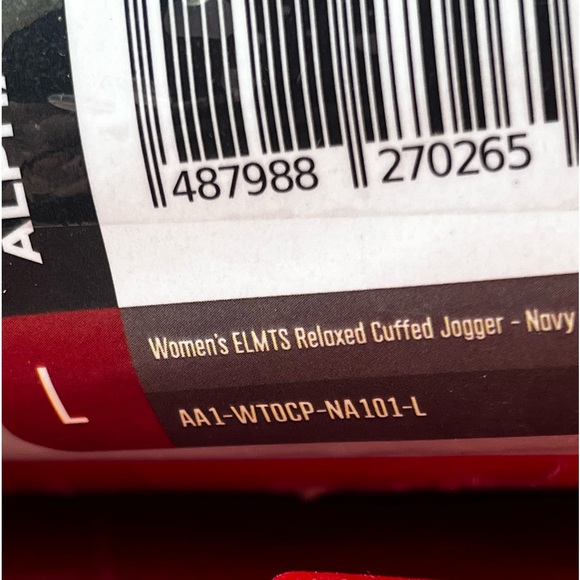 487988 270265
Women's ELMTS Relaxed Cuffed Jogger - Navy
L
AA1-WTOCP-NA101-L